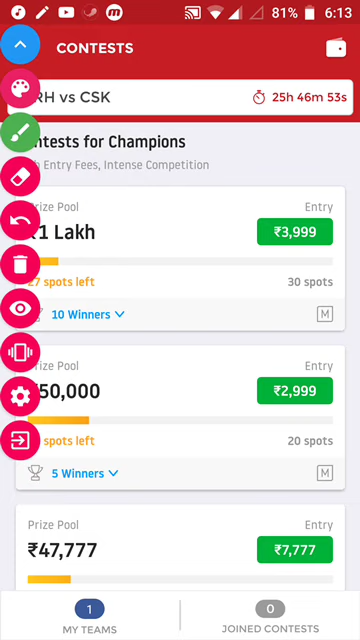 81% 6:13
CONTESTS
RH vs CSK
25h 46m 53s
ntests for Champions
h Entry Fees, Intense Competition
Prize Pool
Entry
₹1 Lakh
₹3,999
27 spots left
30 spots
10 Winners
M
Prize Pool
Entry
₹50,000
₹2,999
spots left
20 spots
5 Winners
M
Prize Pool
Entry
₹47,777
₹7,777
1
0
MY TEAMS
JOINED CONTESTS